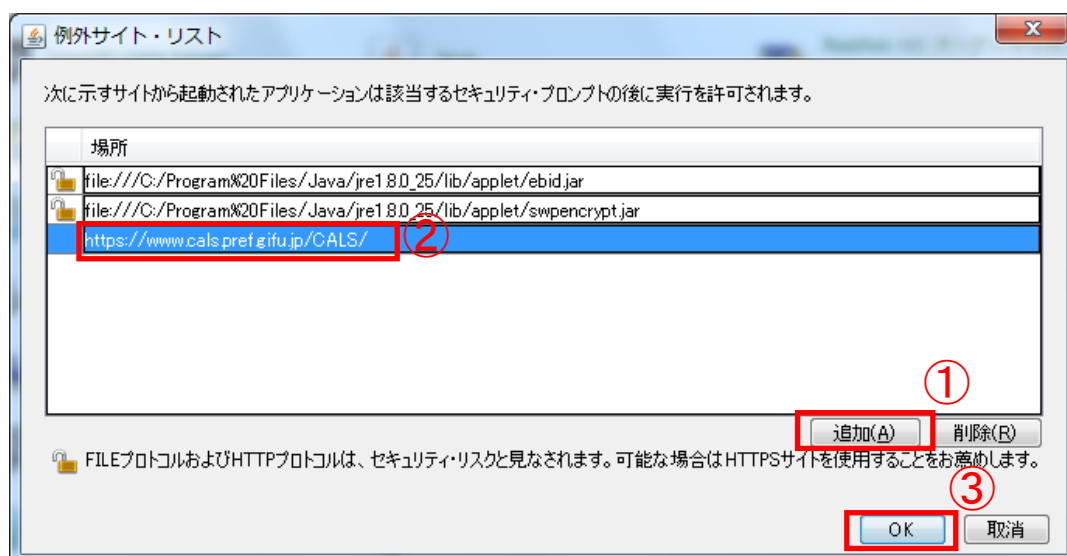 例外サイト・リスト
次に示すサイトから起動されたアプリケーションは該当するセキュリティ・プロンプトの後に実行を許可されます。
場所
file:///C:/Program%20Files/Java/jre1.8.0_25/lib/applet/ebid.jar
file:///C:/Program%20Files/Java/jre1.8.0_25/lib/applet/swpencrypt.jar
https://www.cals.pref.gifu.jp/CALS/ ②
①
追加(A) 削除(R)
FILEプロトコルおよびHTTPプロトコルは、セキュリティ・リスクと見なされます。可能な場合はHTTPSサイトを使用することをお薦めします。
③
OK 取消